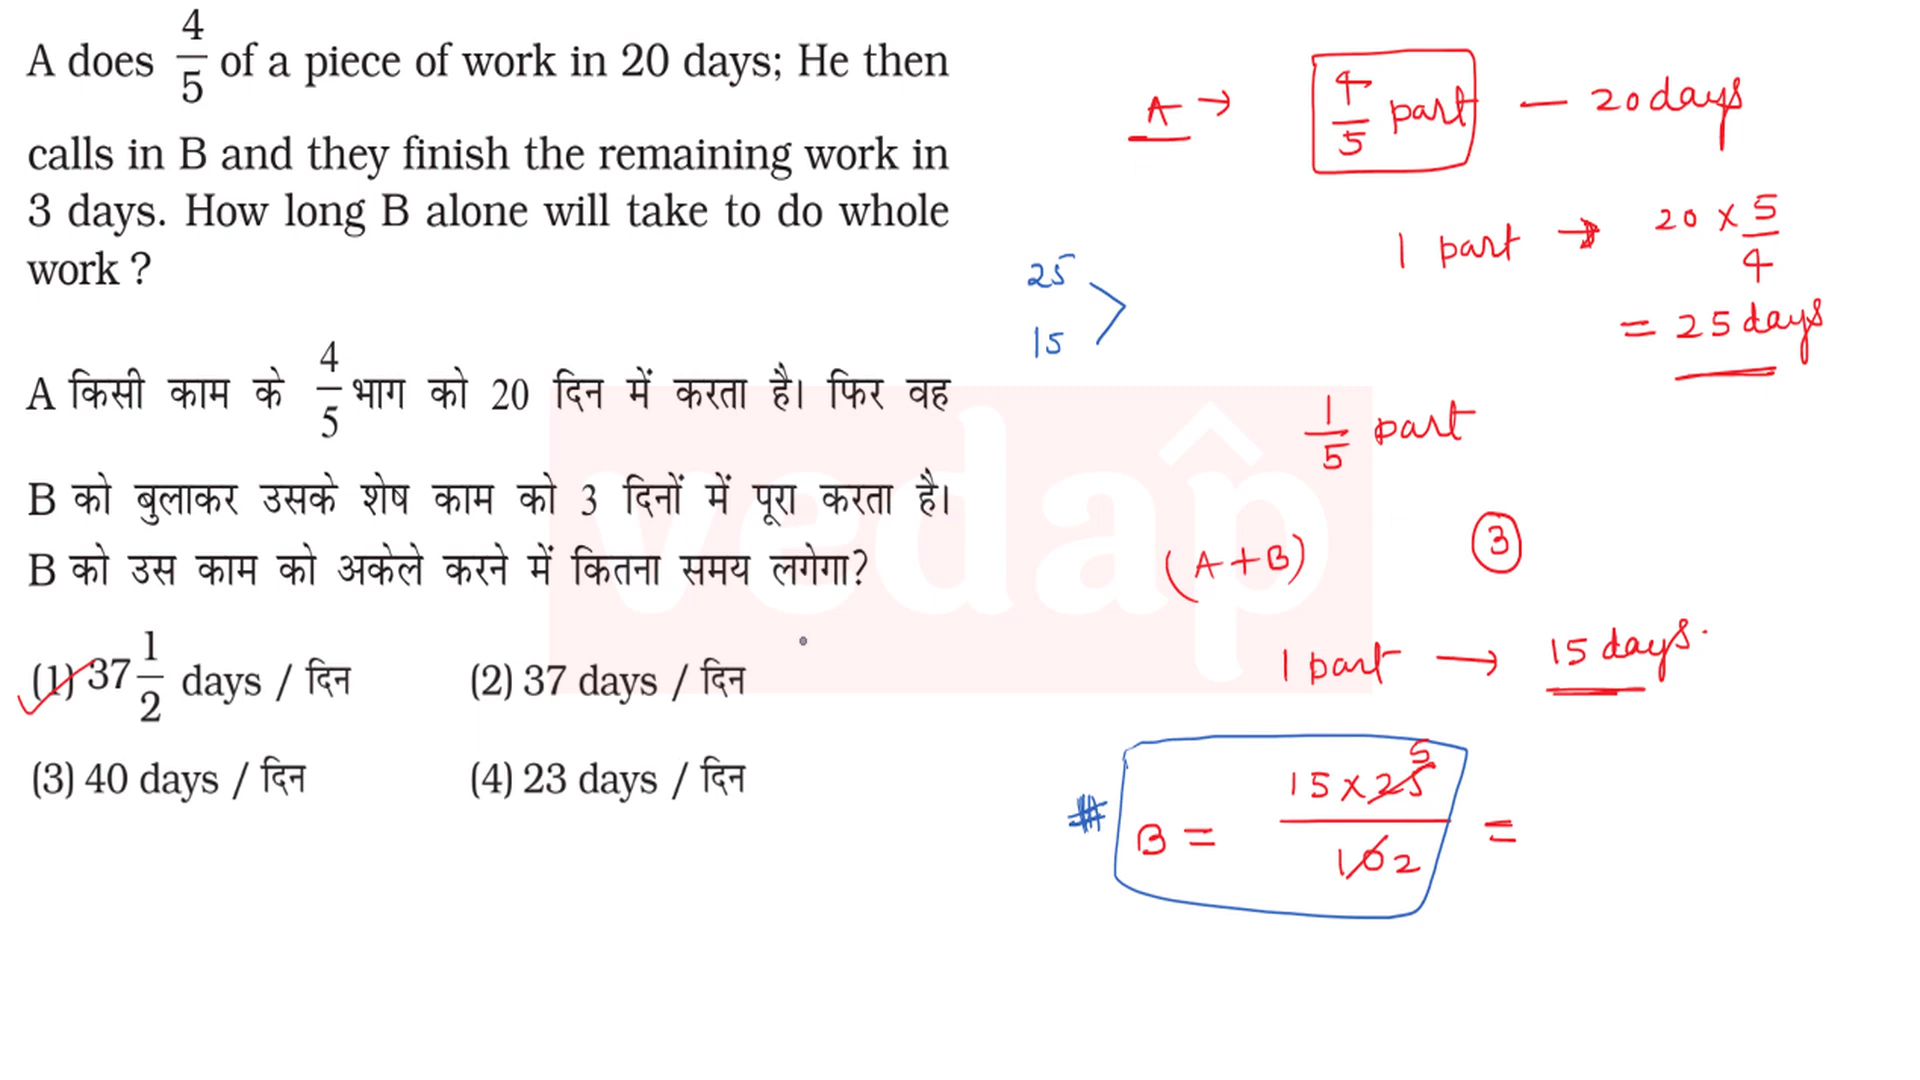 A does 4/5 of a piece of work in 20 days; He then
calls in B and they finish the remaining work in
3 days. How long B alone will take to do whole
work ?
A किसी काम के 4/5 भाग को 20 दिन में करता है। फिर वह
B को बुलाकर उसके शेष काम को 3 दिनों में पूरा करता है।
B को उस काम को अकेले करने में कितना समय लगेगा?
(1) 37 1/2 days / दिन (2) 37 days / दिन
(3) 40 days / दिन (4) 23 days / दिन
A → 4/5 part — 20 days
1 part → 20 × 5/4
= 25 days
25
15
1/5 part
(A+B) 3
1 part → 15 days.
# B = 15 × 25 5 / 10 2 =
vedap